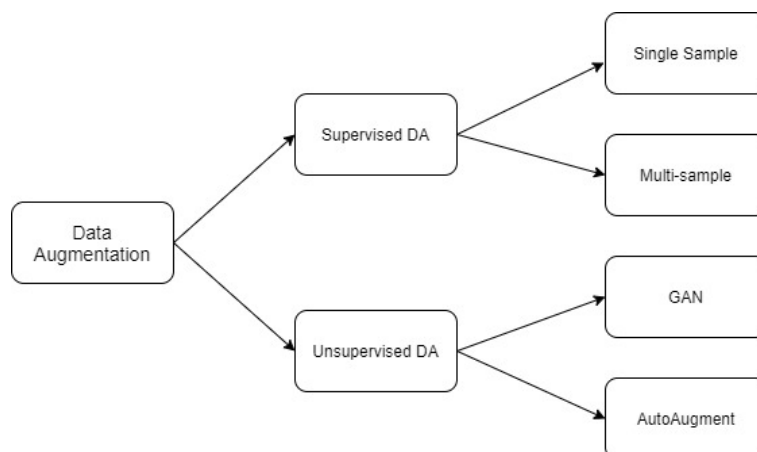 Single Sample
Supervised DA
Multi-sample
Data
Augmentation
GAN
Unsupervised DA
AutoAugment